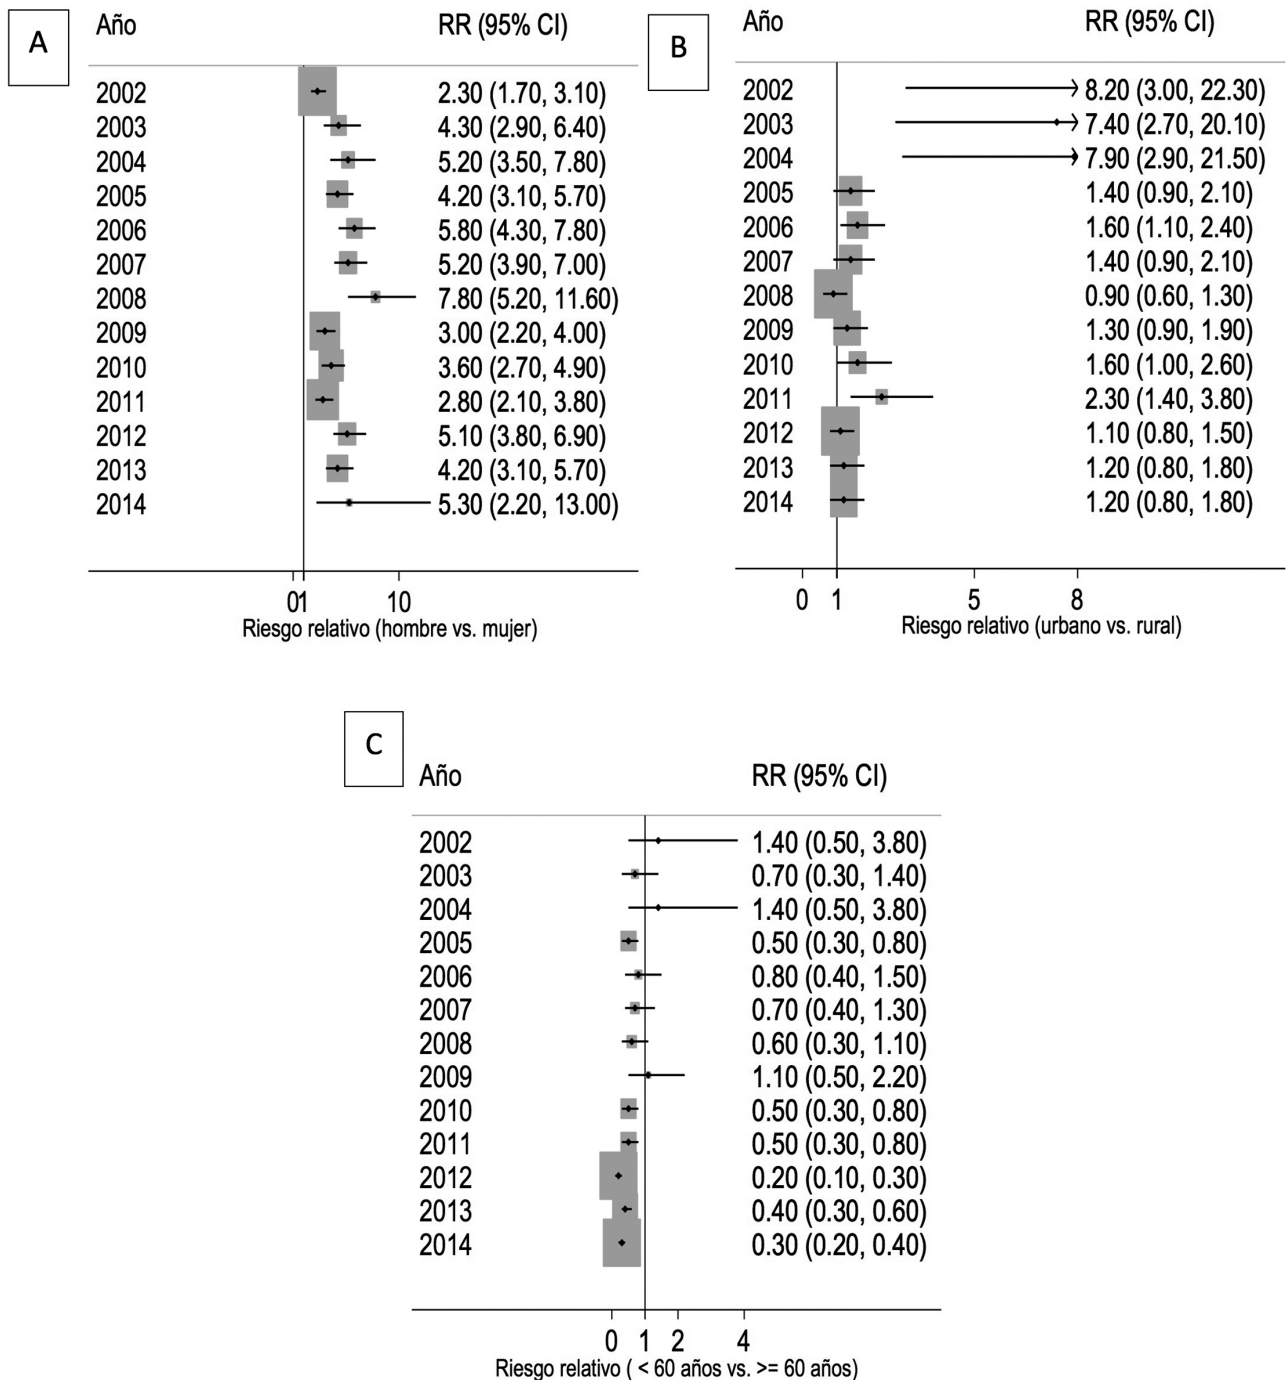 A
Año RR (95% CI)
2002 2.30 (1.70, 3.10)
2003 4.30 (2.90, 6.40)
2004 5.20 (3.50, 7.80)
2005 4.20 (3.10, 5.70)
2006 5.80 (4.30, 7.80)
2007 5.20 (3.90, 7.00)
2008 7.80 (5.20, 11.60)
2009 3.00 (2.20, 4.00)
2010 3.60 (2.70, 4.90)
2011 2.80 (2.10, 3.80)
2012 5.10 (3.80, 6.90)
2013 4.20 (3.10, 5.70)
2014 5.30 (2.20, 13.00)
0 1 10
Riesgo relativo (hombre vs. mujer)
B
Año RR (95% CI)
2002 8.20 (3.00, 22.30)
2003 7.40 (2.70, 20.10)
2004 7.90 (2.90, 21.50)
2005 1.40 (0.90, 2.10)
2006 1.60 (1.10, 2.40)
2007 1.40 (0.90, 2.10)
2008 0.90 (0.60, 1.30)
2009 1.30 (0.90, 1.90)
2010 1.60 (1.00, 2.60)
2011 2.30 (1.40, 3.80)
2012 1.10 (0.80, 1.50)
2013 1.20 (0.80, 1.80)
2014 1.20 (0.80, 1.80)
0 1 5 8
Riesgo relativo (urbano vs. rural)
C
Año RR (95% CI)
2002 1.40 (0.50, 3.80)
2003 0.70 (0.30, 1.40)
2004 1.40 (0.50, 3.80)
2005 0.50 (0.30, 0.80)
2006 0.80 (0.40, 1.50)
2007 0.70 (0.40, 1.30)
2008 0.60 (0.30, 1.10)
2009 1.10 (0.50, 2.20)
2010 0.50 (0.30, 0.80)
2011 0.50 (0.30, 0.80)
2012 0.20 (0.10, 0.30)
2013 0.40 (0.30, 0.60)
2014 0.30 (0.20, 0.40)
0 1 2 4
Riesgo relativo ( < 60 años vs. >= 60 años)